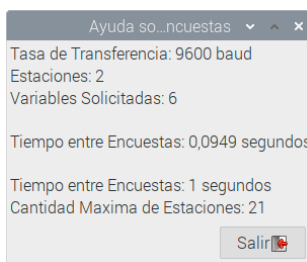 Ayuda so...ncuestas
Tasa de Transferencia: 9600 baud
Estaciones: 2
Variables Solicitadas: 6
Tiempo entre Encuestas: 0,0949 segundos
Tiempo entre Encuestas: 1 segundos
Cantidad Maxima de Estaciones: 21
Salir